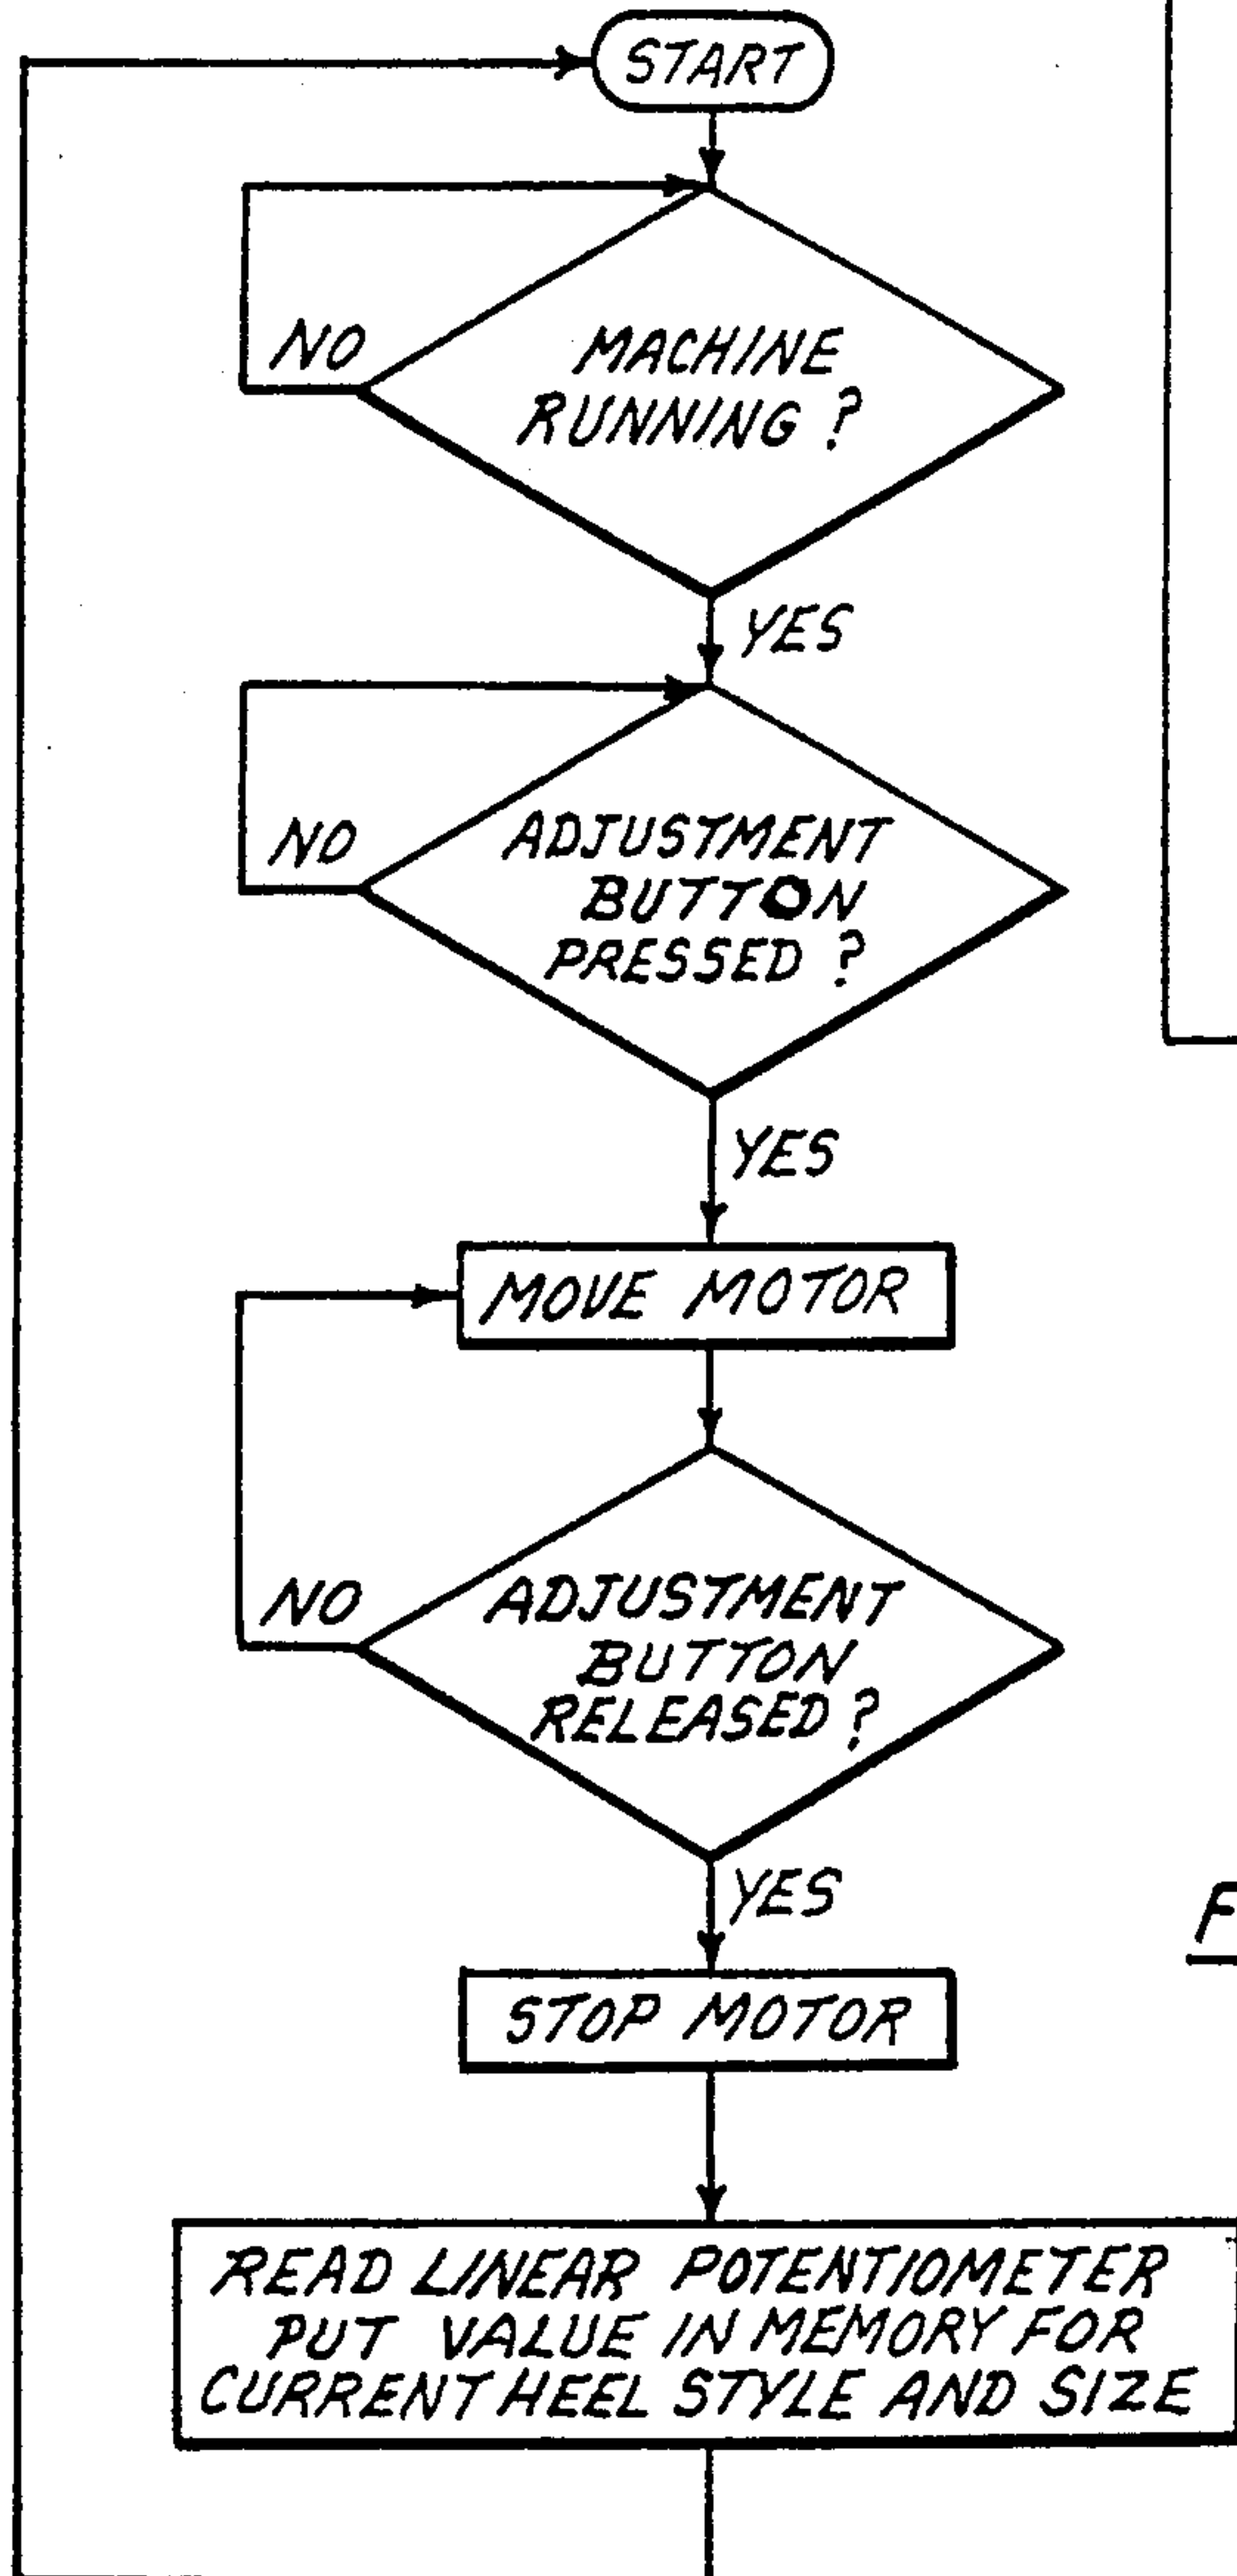 START
MACHINE
RUNNING ?
NO
YES
ADJUSTMENT
BUTTON
PRESSED ?
NO
YES
MOVE MOTOR
ADJUSTMENT
BUTTON
RELEASED ?
NO
YES
STOP MOTOR
READ LINEAR POTENTIOMETER
PUT VALUE IN MEMORY FOR
CURRENT HEEL STYLE AND SIZE